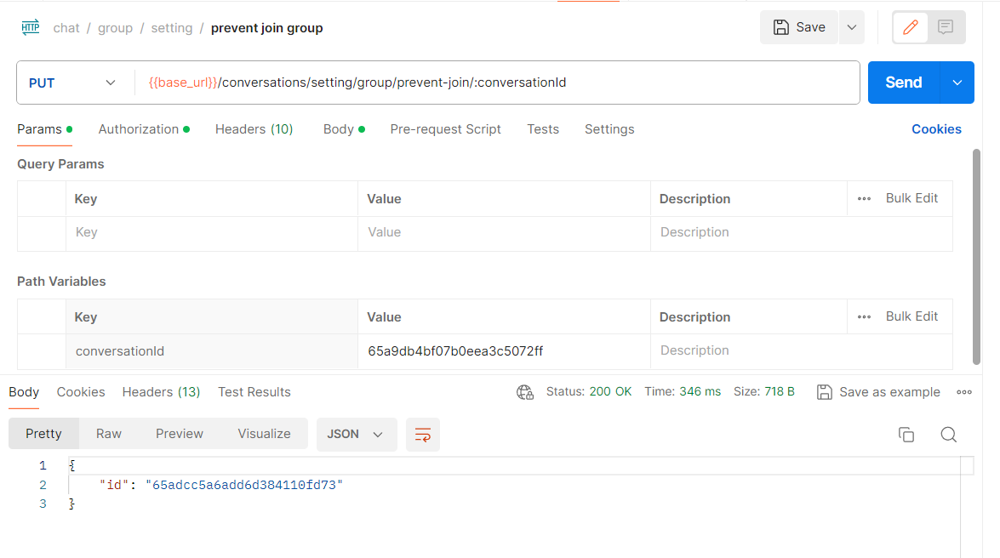 HTTP chat / group / setting / prevent join group Save
PUT {{base_url}}/conversations/setting/group/prevent-join/:conversationId Send
Params Authorization Headers (10) Body Pre-request Script Tests Settings Cookies
Query Params
Key Value Description Bulk Edit
Key Value Description
Path Variables
Key Value Description Bulk Edit
conversationId 65a9db4bf07b0eea3c5072ff Description
Body Cookies Headers (13) Test Results Status: 200 OK Time: 346 ms Size: 718 B Save as example
Pretty Raw Preview Visualize JSON
1 {
2 "id": "65adcc5a6add6d384110fd73"
3 }